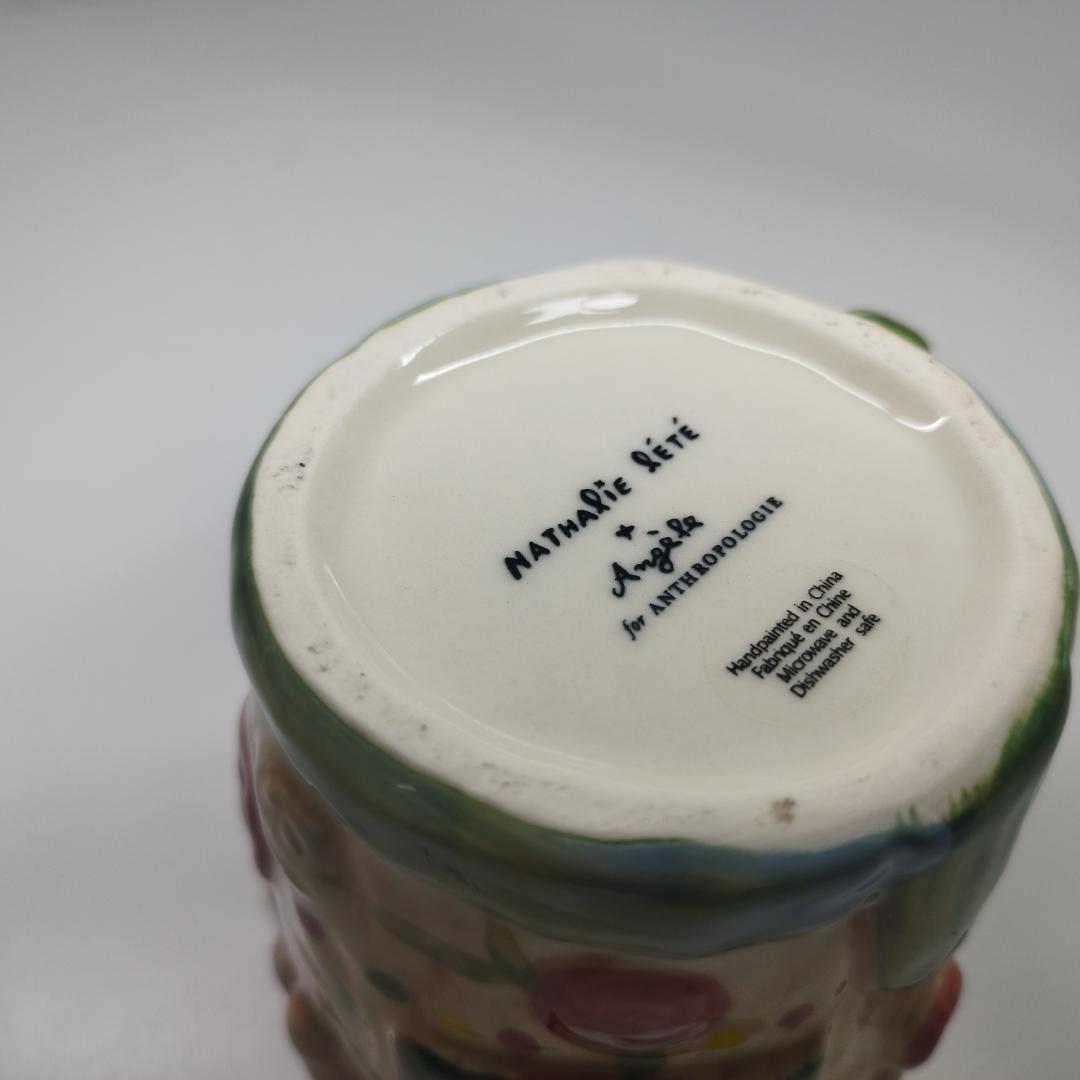 NATHALIE LÉTÉ
+
Angèle
for ANTHROPOLOGIE
Handpainted in China
Fabriqué en Chine
Microwave and
Dishwasher safe